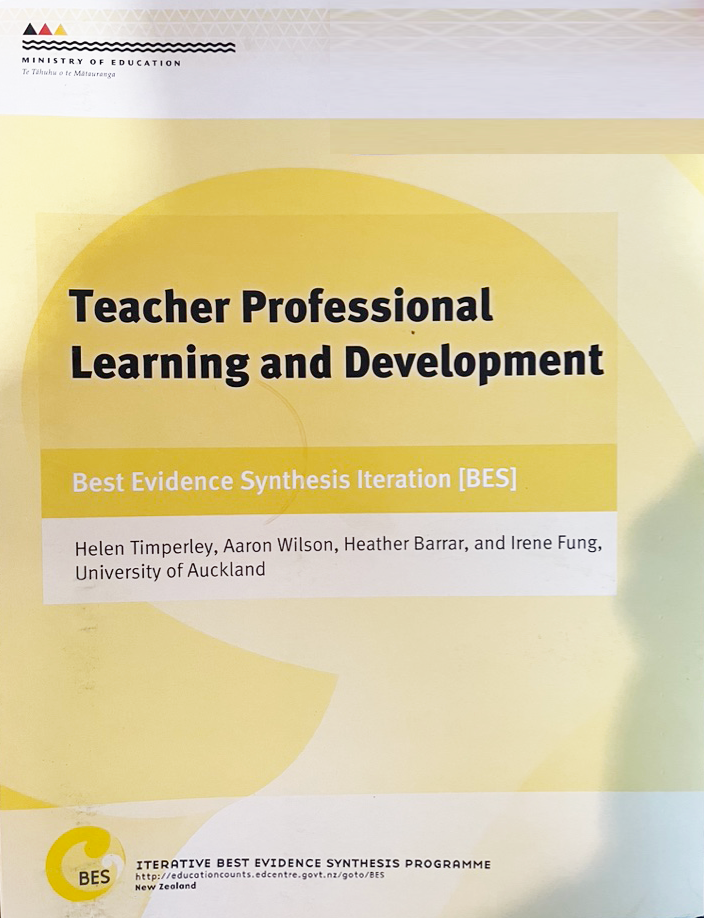 MINISTRY OF EDUCATION
Te Tāhuhu o te Mātauranga
Teacher Professional
Learning and Development
Best Evidence Synthesis Iteration [BES]
Helen Timperley, Aaron Wilson, Heather Barrar, and Irene Fung,
University of Auckland
BES
ITERATIVE BEST EVIDENCE SYNTHESIS PROGRAMME
http://educationcounts.edcentre.govt.nz/goto/BES
New Zealand